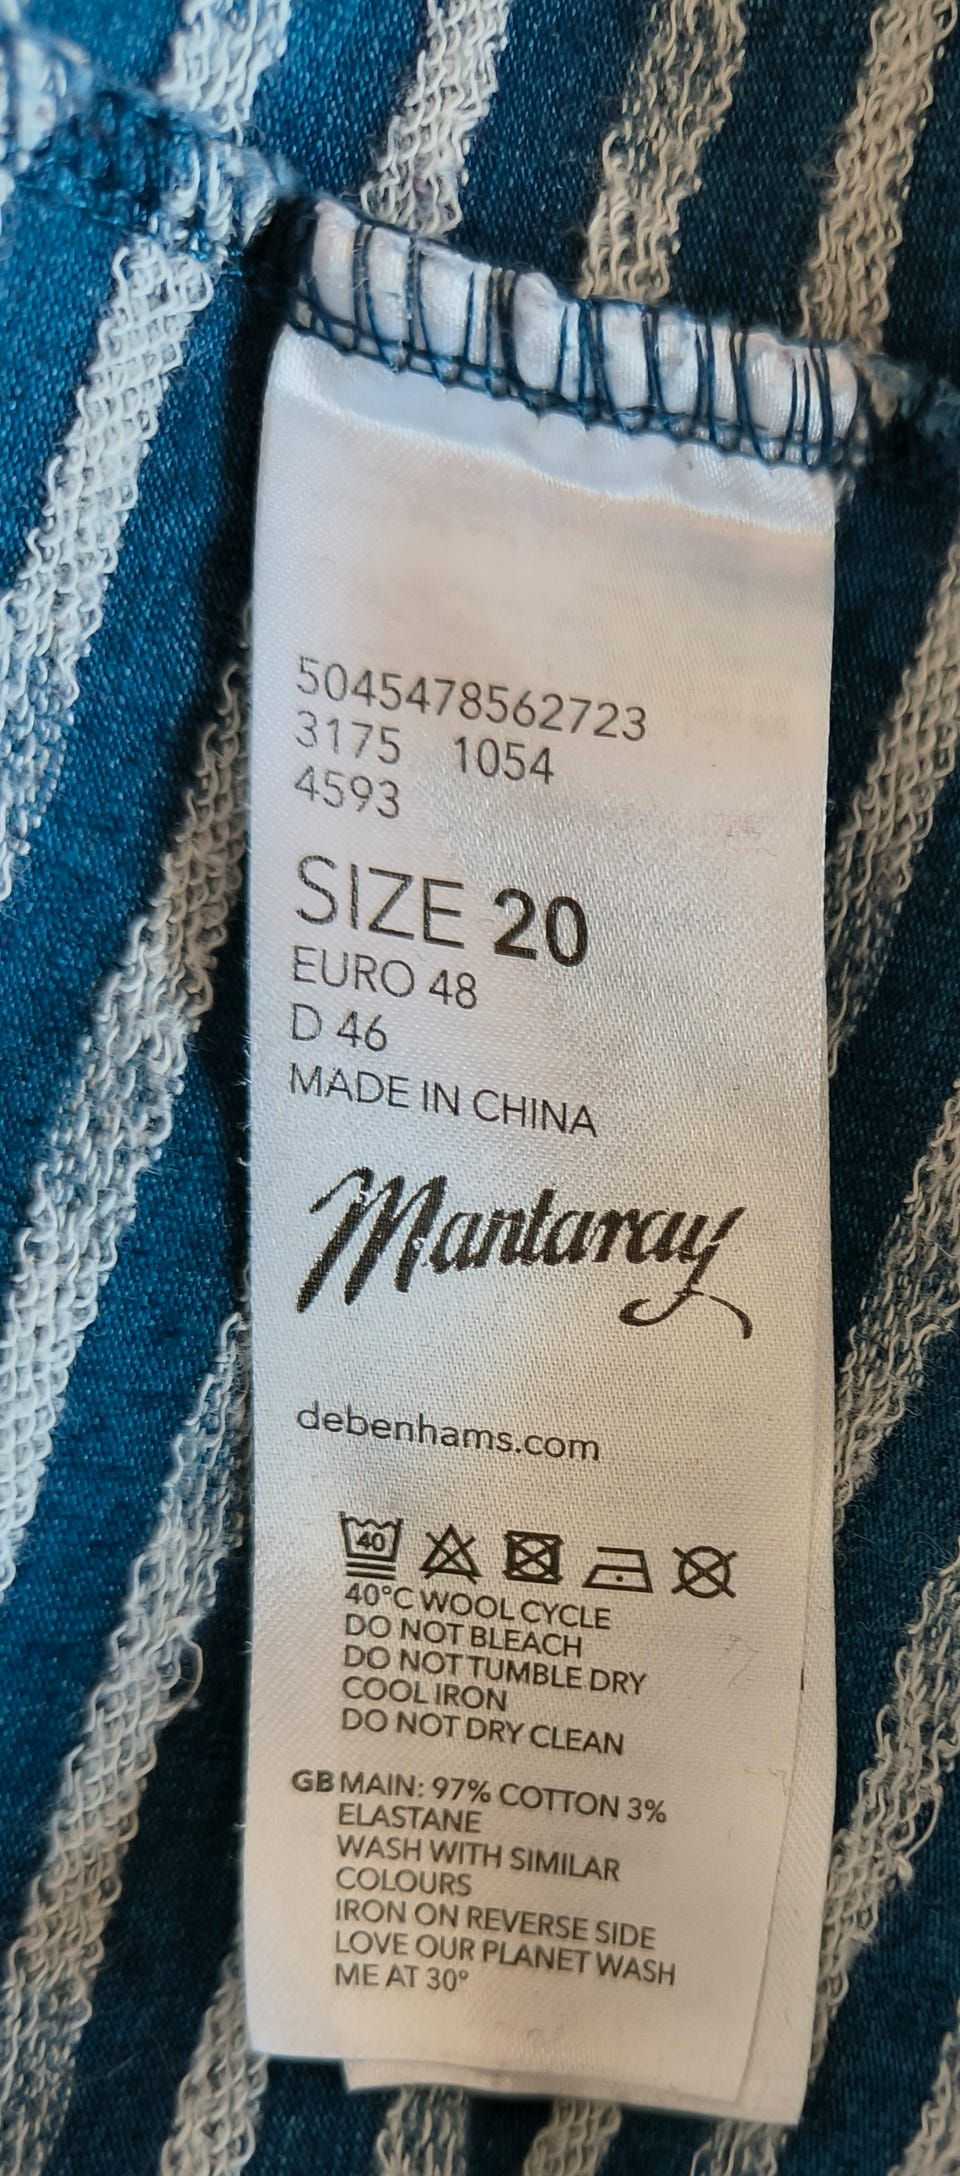 5045478562723
3175 1054
4593
SIZE 20
EURO 48
D 46
MADE IN CHINA
Mantaray
debenhams.com
40
40°C WOOL CYCLE
DO NOT BLEACH
DO NOT TUMBLE DRY
COOL IRON
DO NOT DRY CLEAN
GB MAIN: 97% COTTON 3%
ELASTANE
WASH WITH SIMILAR
COLOURS
IRON ON REVERSE SIDE
LOVE OUR PLANET WASH
ME AT 30°